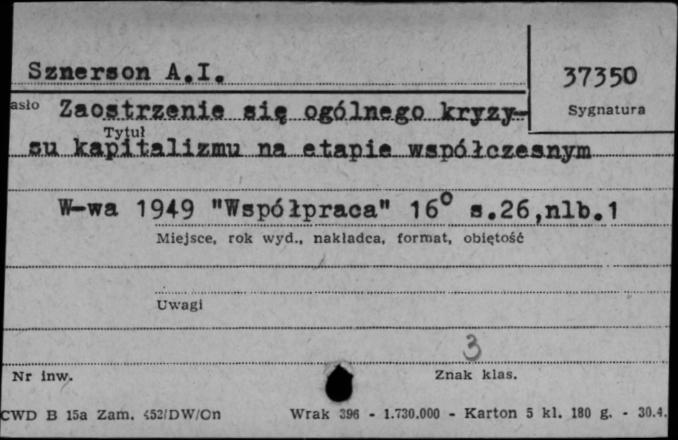 Sznerson A.I.
37350
Sygnatura
asło Zaostrzenie się ogólnego kryzy-
Tytuł
su kapitalizmu na etapie współczesnym
W-wa 1949 "Współpraca" 16° s.26,nlb.1
Miejsce, rok wyd., nakładca, format, objętość
Uwagi
3
Nr inw.
Znak klas.
CWD B 15a Zam. 452/DW/On Wrak 396 - 1.730.000 - Karton 5 kl. 180 g. - 30.4.